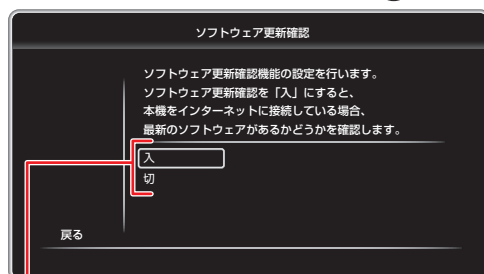 ソフトウェア更新確認
ソフトウェア更新確認機能の設定を行います。
ソフトウェア更新確認を「入」にすると、
本機をインターネットに接続している場合、
最新のソフトウェアがあるかどうかを確認します。
入
切
戻る